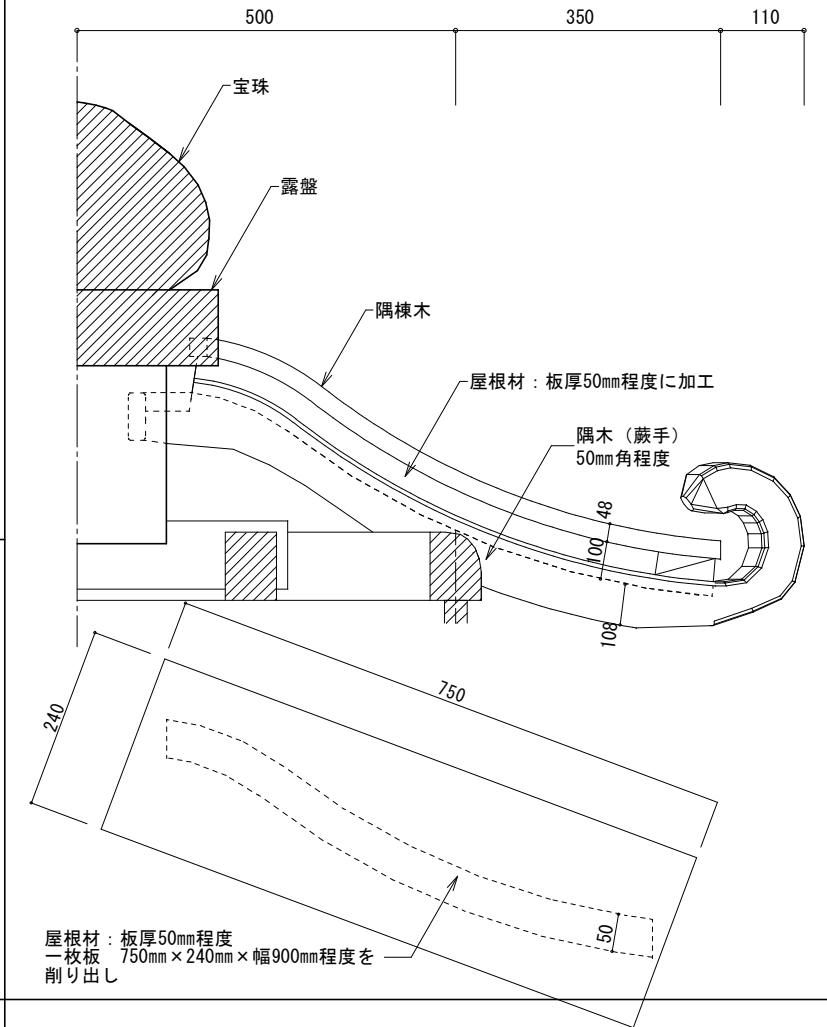 500
350
110
宝珠
露盤
隅棟木
屋根材：板厚50mm程度に加工
隅木（蕨手）
50mm角程度
48
100
108
750
240
50
屋根材：板厚50mm程度
一枚板　750mm×240mm×幅900mm程度を
削り出し